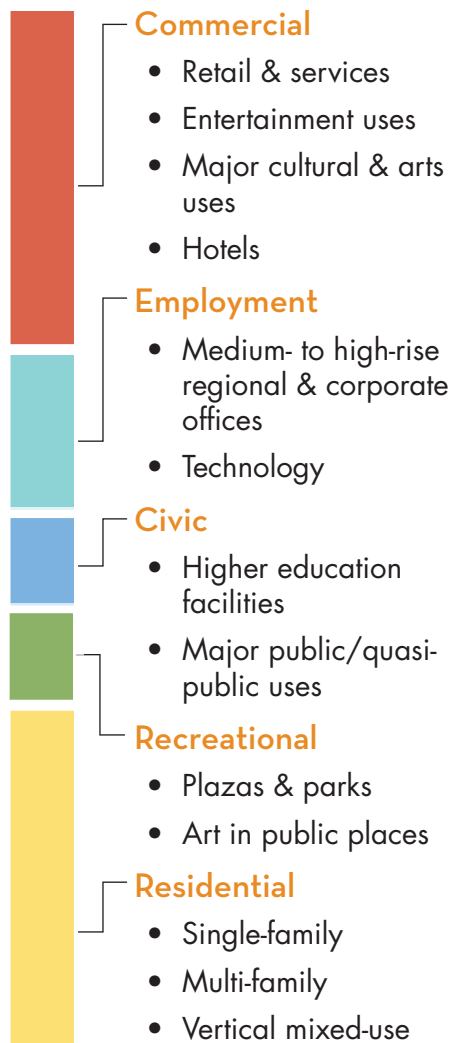 Commercial
• Retail & services
• Entertainment uses
• Major cultural & arts
uses
• Hotels
Employment
• Medium- to high-rise
regional & corporate
offices
• Technology
Civic
• Higher education
facilities
• Major public/quasi-
public uses
Recreational
• Plazas & parks
• Art in public places
Residential
• Single-family
• Multi-family
• Vertical mixed-use